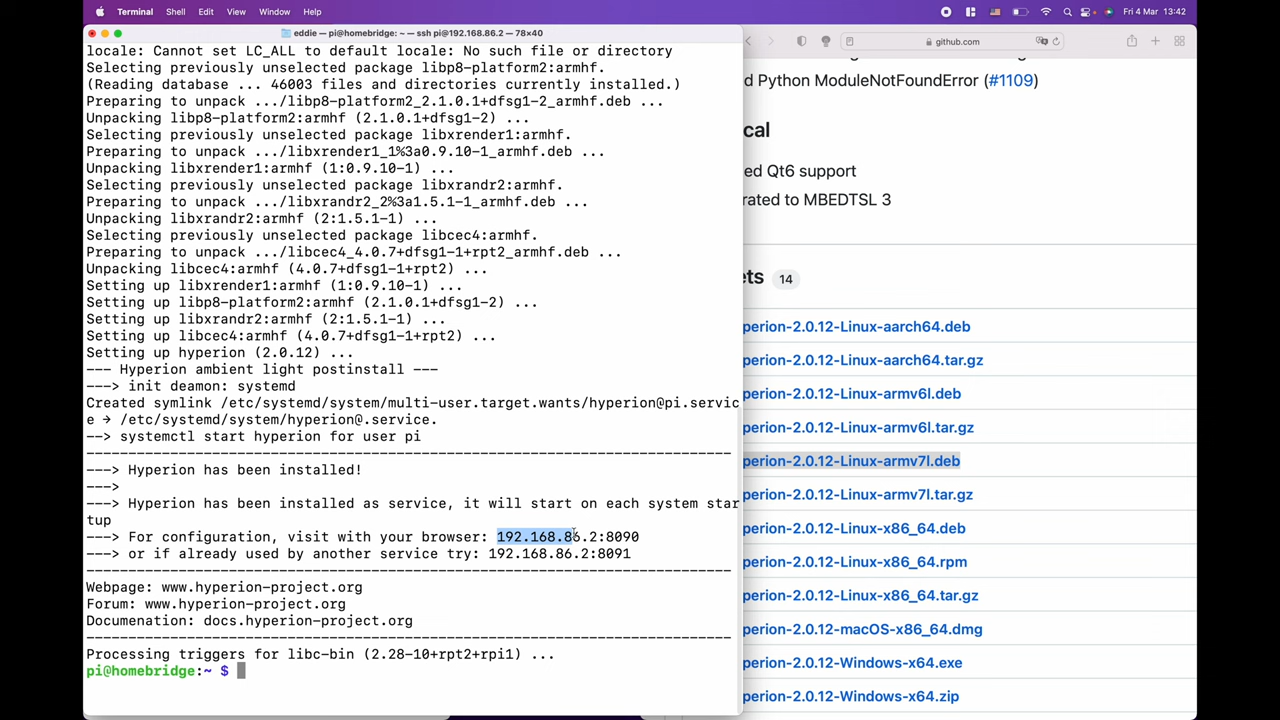 Terminal Shell Edit View Window Help Fri 4 Mar 13:42
eddie — pi@homebridge: ~ — ssh pi@192.168.86.2 — 78×40
locale: Cannot set LC_ALL to default locale: No such file or directory
Selecting previously unselected package libp8-platform2:armhf.
(Reading database ... 46003 files and directories currently installed.)
Preparing to unpack .../libp8-platform2_2.1.0.1+dfsg1-2_armhf.deb ...
Unpacking libp8-platform2:armhf (2.1.0.1+dfsg1-2) ...
Selecting previously unselected package libxrender1:armhf.
Preparing to unpack .../libxrender1_1%3a0.9.10-1_armhf.deb ...
Unpacking libxrender1:armhf (1:0.9.10-1) ...
Selecting previously unselected package libxrandr2:armhf.
Preparing to unpack .../libxrandr2_2%3a1.5.1-1_armhf.deb ...
Unpacking libxrandr2:armhf (2:1.5.1-1) ...
Selecting previously unselected package libcec4:armhf.
Preparing to unpack .../libcec4_4.0.7+dfsg1-1+rpt2_armhf.deb ...
Unpacking libcec4:armhf (4.0.7+dfsg1-1+rpt2) ...
Setting up libxrender1:armhf (1:0.9.10-1) ...
Setting up libp8-platform2:armhf (2.1.0.1+dfsg1-2) ...
Setting up libxrandr2:armhf (2:1.5.1-1) ...
Setting up libcec4:armhf (4.0.7+dfsg1-1+rpt2) ...
Setting up hyperion (2.0.12) ...
--- Hyperion ambient light postinstall ---
---> init deamon: systemd
Created symlink /etc/systemd/system/multi-user.target.wants/hyperion@pi.servic
e → /etc/systemd/system/hyperion@.service.
--> systemctl start hyperion for user pi
-----------------------------------------------------------------------------
---> Hyperion has been installed!
--->
---> Hyperion has been installed as service, it will start on each system star
tup
---> For configuration, visit with your browser: 192.168.86.2:8090
---> or if already used by another service try: 192.168.86.2:8091
-----------------------------------------------------------------------------
Webpage: www.hyperion-project.org
Forum: www.hyperion-project.org
Documenation: docs.hyperion-project.org
-----------------------------------------------------------------------------
Processing triggers for libc-bin (2.28-10+rpt2+rpi1) ...
pi@homebridge:~ $
github.com
d Python ModuleNotFoundError (#1109)
cal
ed Qt6 support
rated to MBEDTSL 3
ets 14
perion-2.0.12-Linux-aarch64.deb
perion-2.0.12-Linux-aarch64.tar.gz
perion-2.0.12-Linux-armv6l.deb
perion-2.0.12-Linux-armv6l.tar.gz
perion-2.0.12-Linux-armv7l.deb
perion-2.0.12-Linux-armv7l.tar.gz
perion-2.0.12-Linux-x86_64.deb
perion-2.0.12-Linux-x86_64.rpm
perion-2.0.12-Linux-x86_64.tar.gz
perion-2.0.12-macOS-x86_64.dmg
perion-2.0.12-Windows-x64.exe
perion-2.0.12-Windows-x64.zip